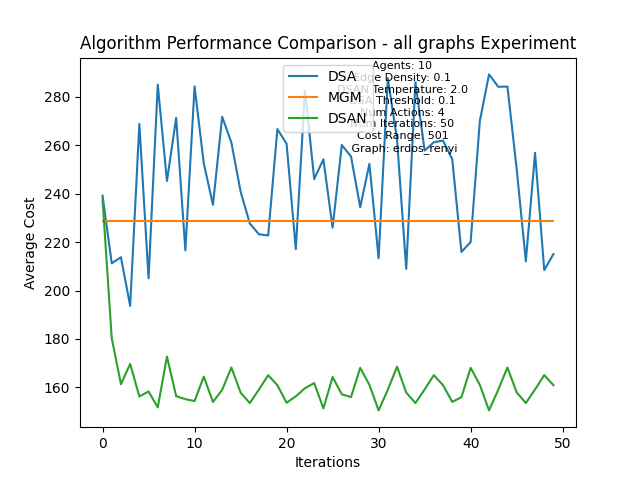 Algorithm Performance Comparison - all graphs Experiment
Agents: 10
DSA
Edge Density: 0.1
DSAN Temperature: 2.0
MGM
DSA Threshold: 0.1
Num Actions: 4
DSAN
Num Iterations: 50
Cost Range: 501
Graph: erdos_renyi
280
260
240
220
200
180
160
Average Cost
0
10
20
30
40
50
Iterations